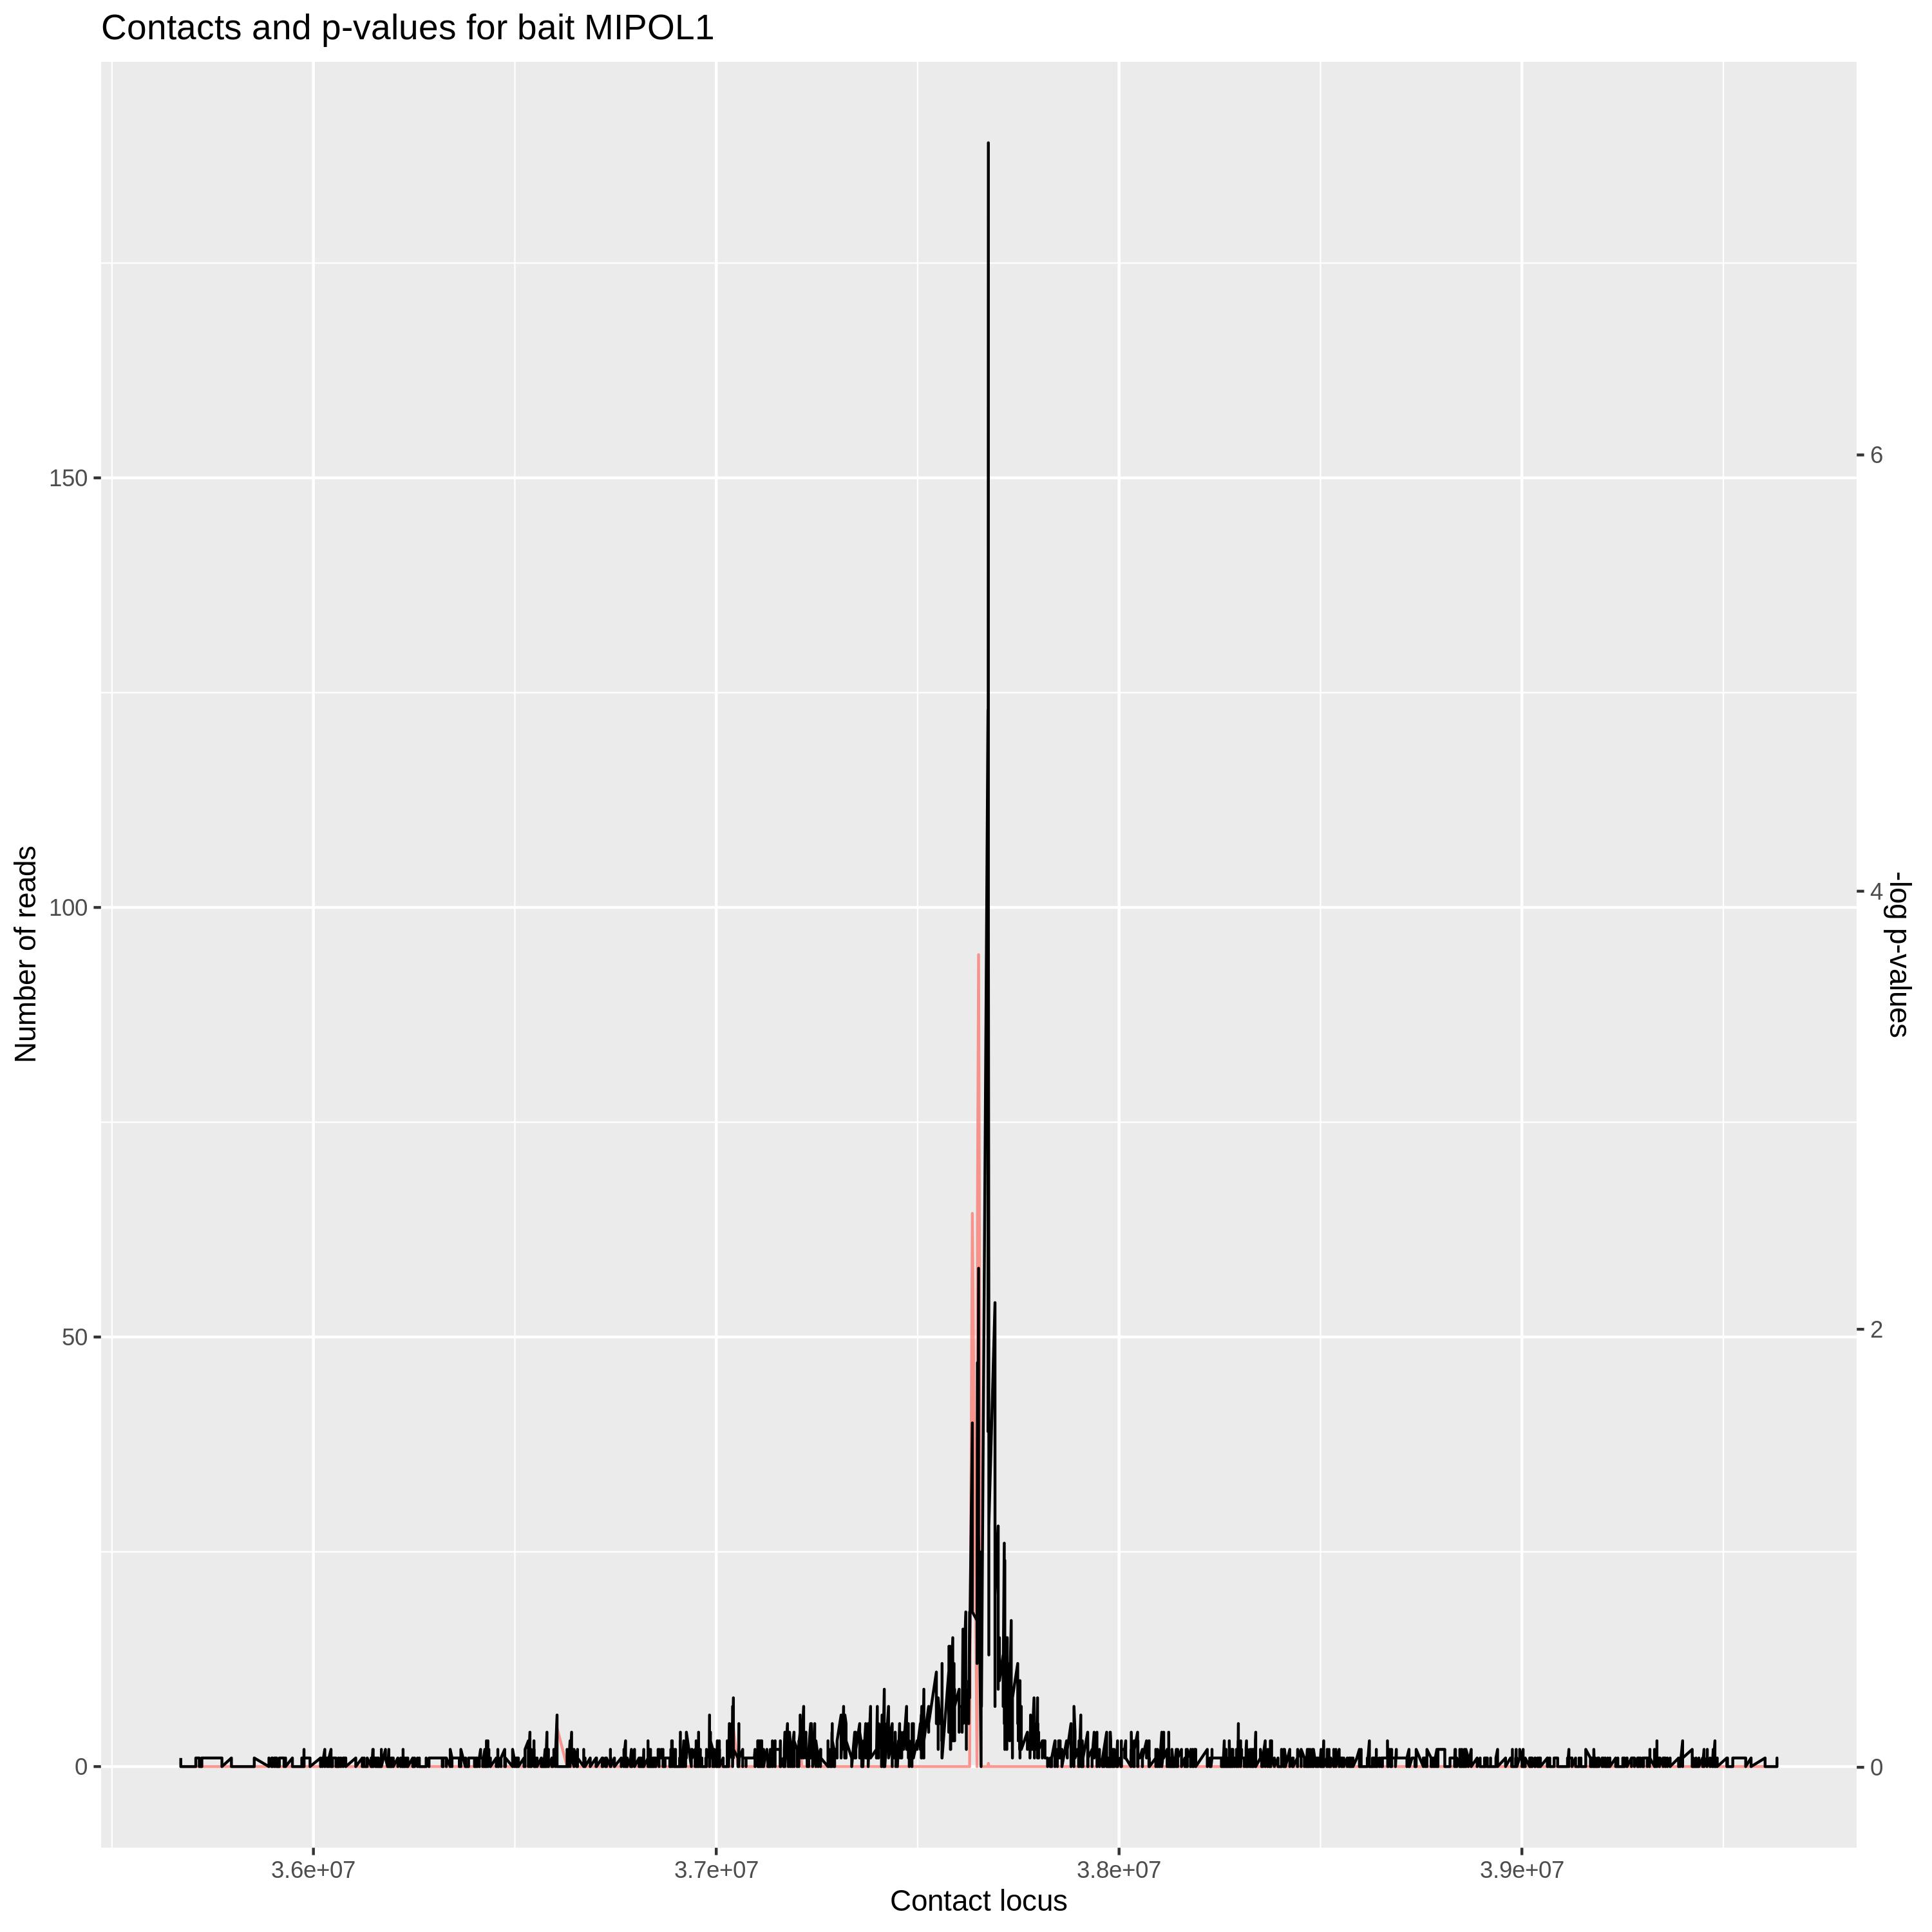 Contacts and p-values for bait MIPOL1
150
100
50
0
Number of reads
6
4
2
0
-log p-values
3.6e+07
3.7e+07
3.8e+07
3.9e+07
Contact locus